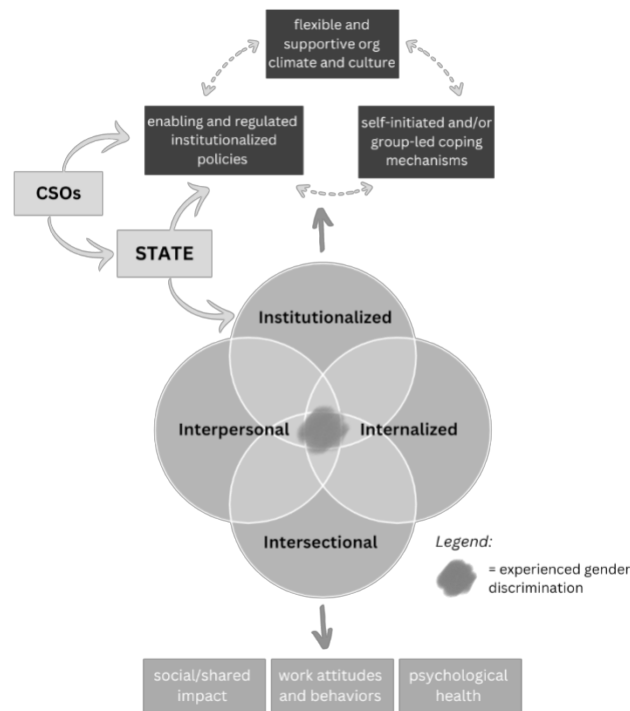 flexible and
supportive org
climate and culture
enabling and regulated
institutionalized
policies
self-initiated and/or
group-led coping
mechanisms
CSOs
STATE
Institutionalized
Interpersonal
Internalized
Intersectional
Legend:
= experienced gender
discrimination
social/shared
impact
work attitudes
and behaviors
psychological
health